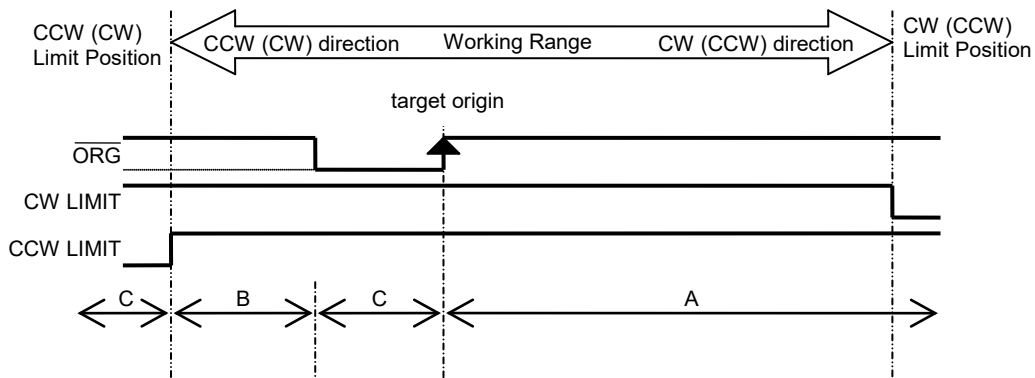 CCW (CW)
Limit Position
CCW (CW) direction
Working Range
CW (CCW) direction
CW (CCW)
Limit Position
target origin
O̅R̅G̅
CW LIMIT
CCW LIMIT
C
B
C
A